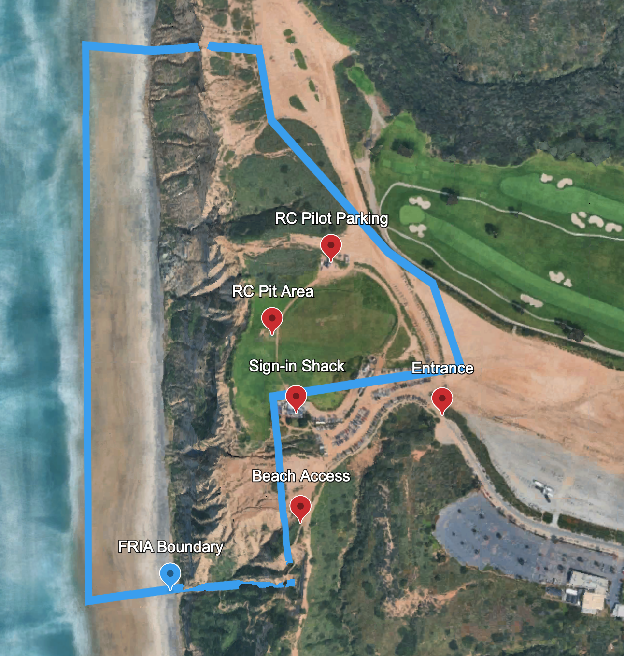 RC Pilot Parking
RC Pit Area
Sign-in Shack
Entrance
Beach Access
FRIA Boundary